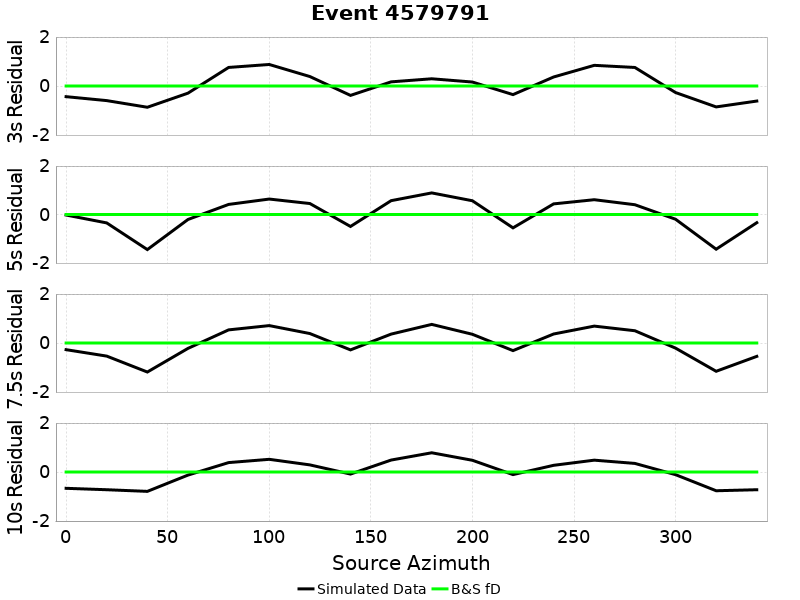 Event 4579791
3s Residual
2
0
-2
5s Residual
2
0
-2
7.5s Residual
2
0
-2
10s Residual
2
0
-2
0 50 100 150 200 250 300
Source Azimuth
Simulated Data B&S fD